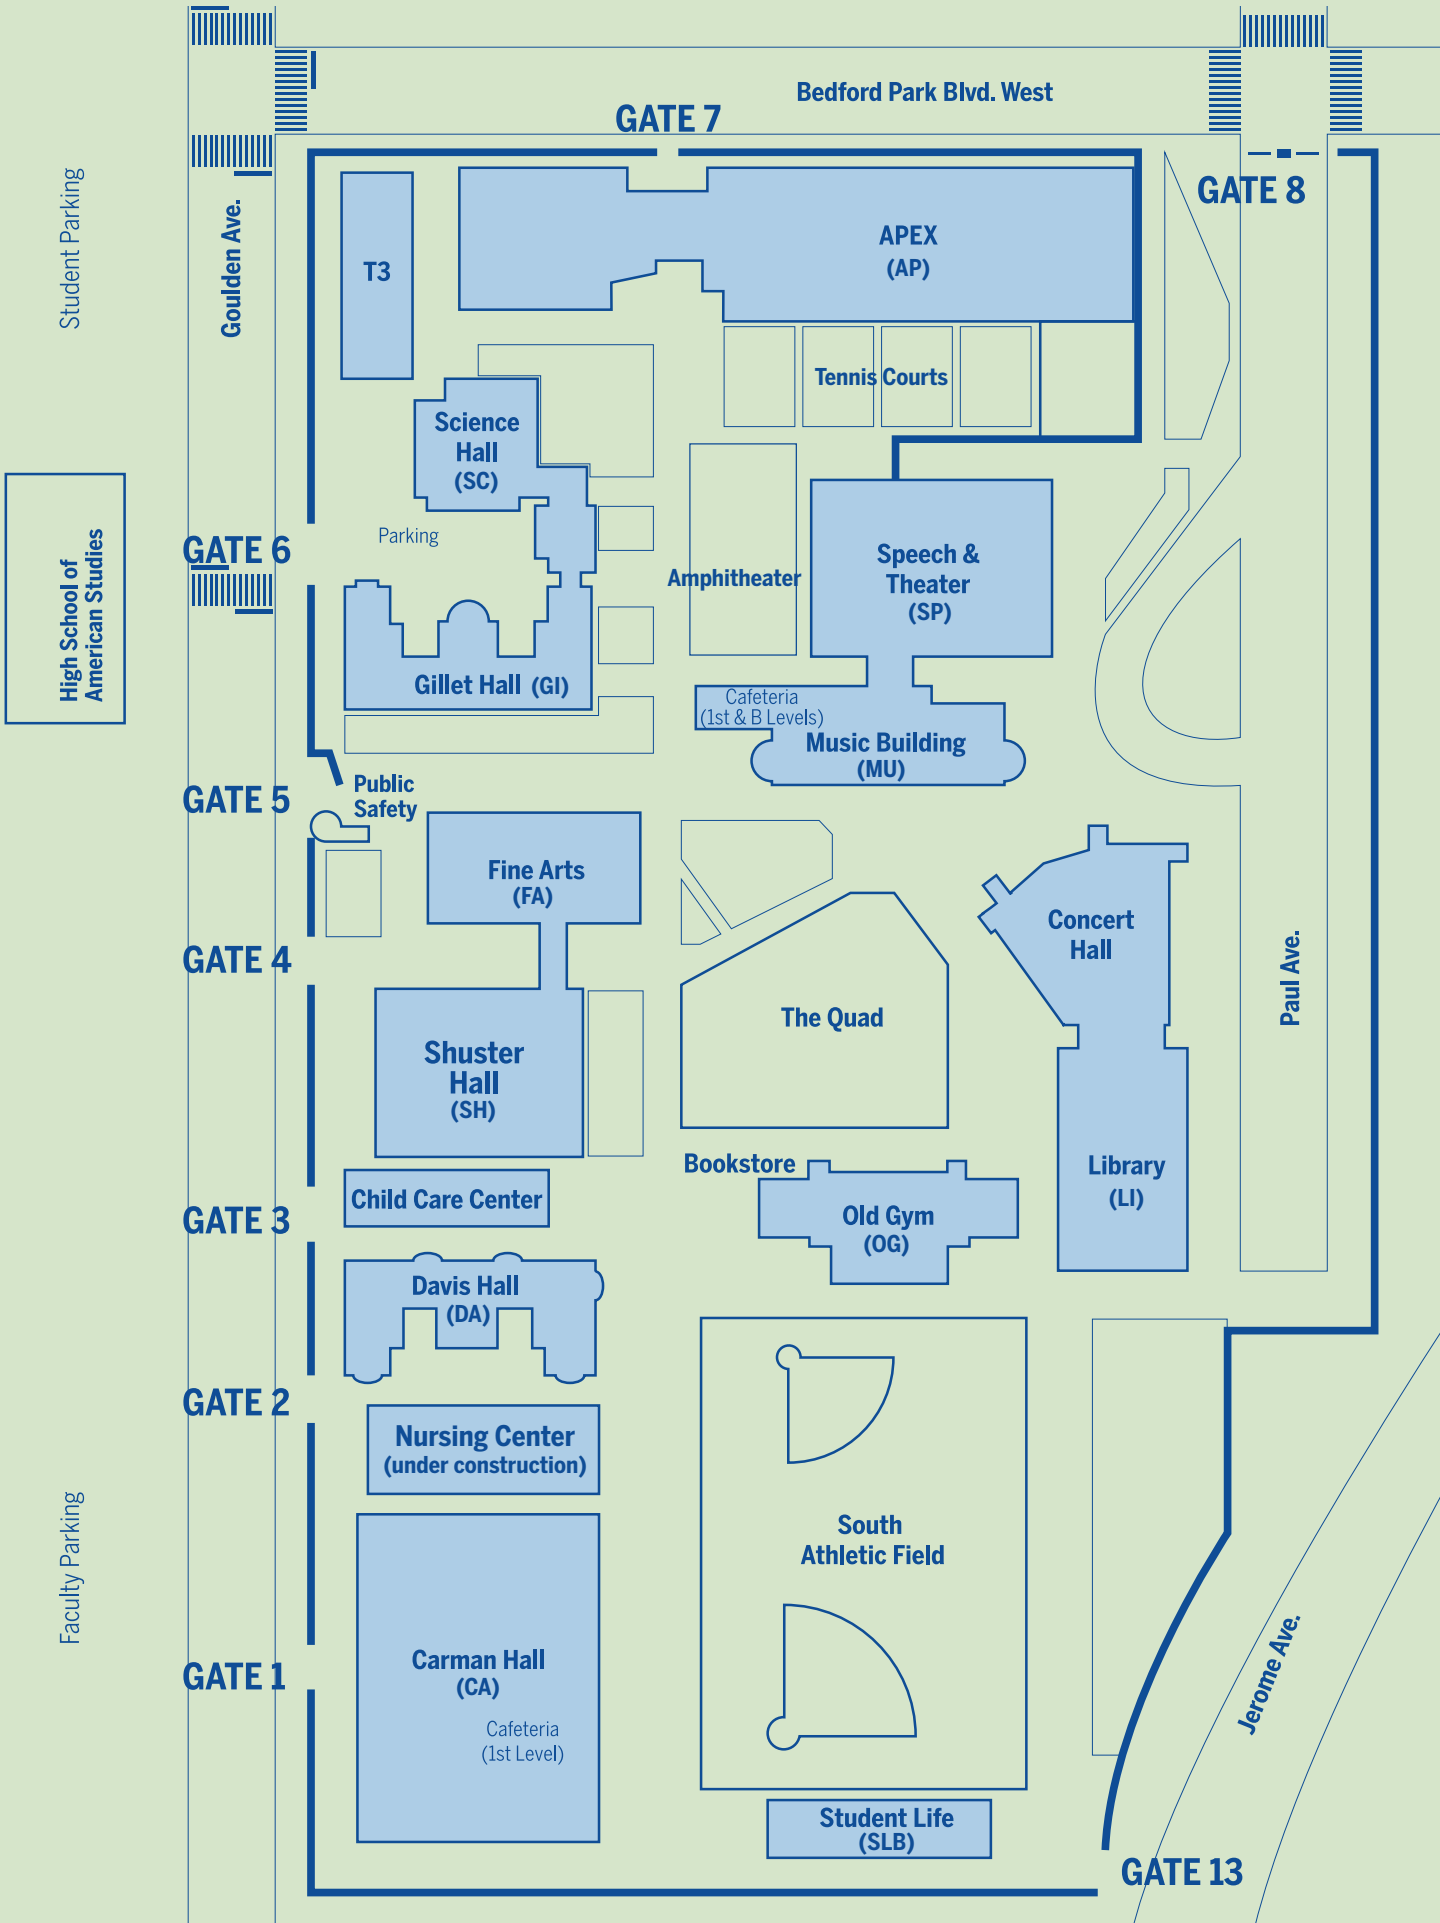 Bedford Park Blvd. West
GATE 7
GATE 8
Student Parking
Goulden Ave.
T3
APEX
(AP)
Tennis Courts
Science
Hall
(SC)
Parking
GATE 6
High School of
American Studies
Amphitheater
Speech &
Theater
(SP)
Gillet Hall (GI)
Cafeteria
(1st & B Levels)
Music Building
(MU)
GATE 5
Public
Safety
Fine Arts
(FA)
Concert
Hall
GATE 4
Paul Ave.
The Quad
Shuster
Hall
(SH)
Bookstore
Library
(LI)
Child Care Center
GATE 3
Old Gym
(OG)
Davis Hall
(DA)
GATE 2
Nursing Center
(under construction)
South
Athletic Field
Faculty Parking
Carman Hall
(CA)
GATE 1
Cafeteria
(1st Level)
Jerome Ave.
Student Life
(SLB)
GATE 13